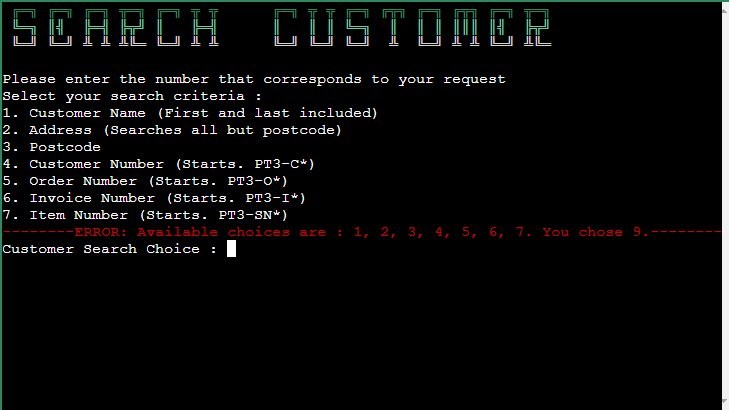 SEARCH CUSTOMER
Please enter the number that corresponds to your request
Select your search criteria :
1. Customer Name (First and last included)
2. Address (Searches all but postcode)
3. Postcode
4. Customer Number (Starts. PT3-C*)
5. Order Number (Starts. PT3-O*)
6. Invoice Number (Starts. PT3-I*)
7. Item Number (Starts. PT3-SN*)
--------ERROR: Available choices are : 1, 2, 3, 4, 5, 6, 7. You chose 9.--------
Customer Search Choice :